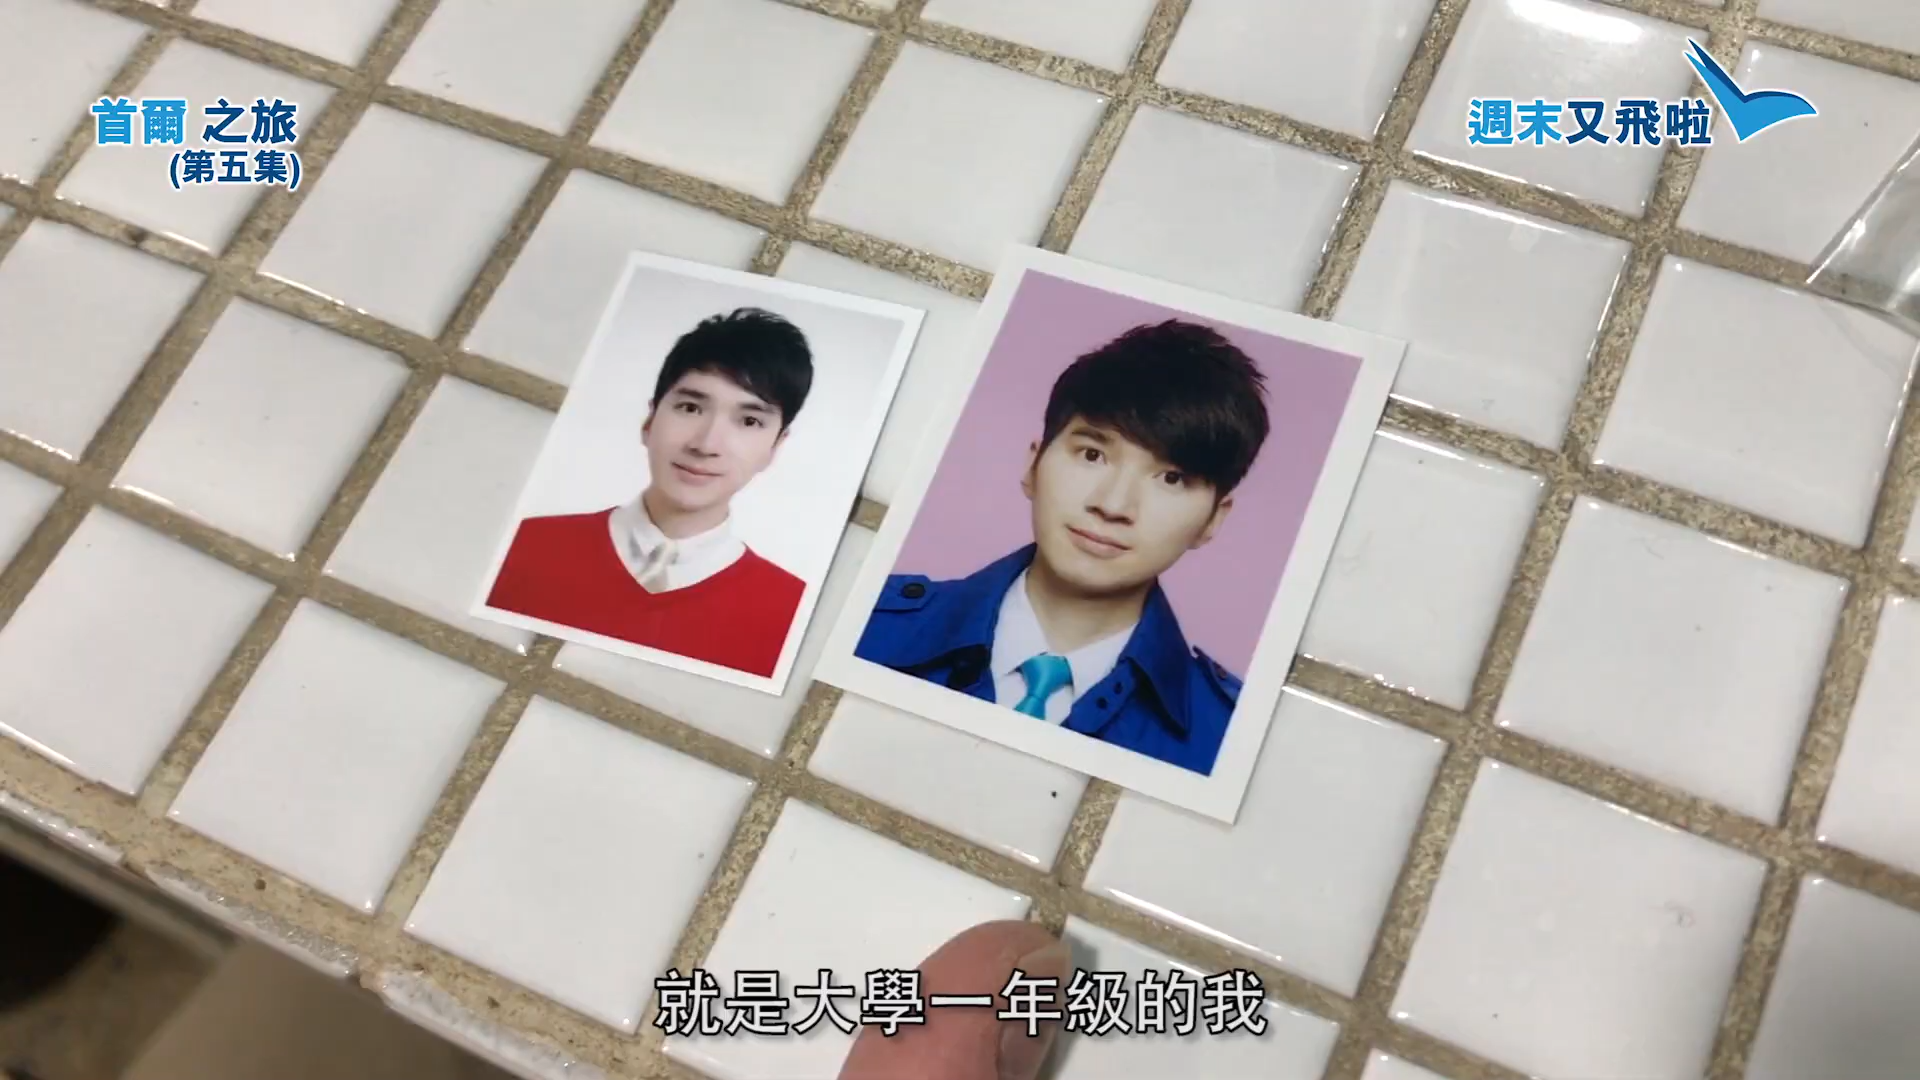 首爾之旅
(第五集)
週末又飛啦
就是大學一年級的我